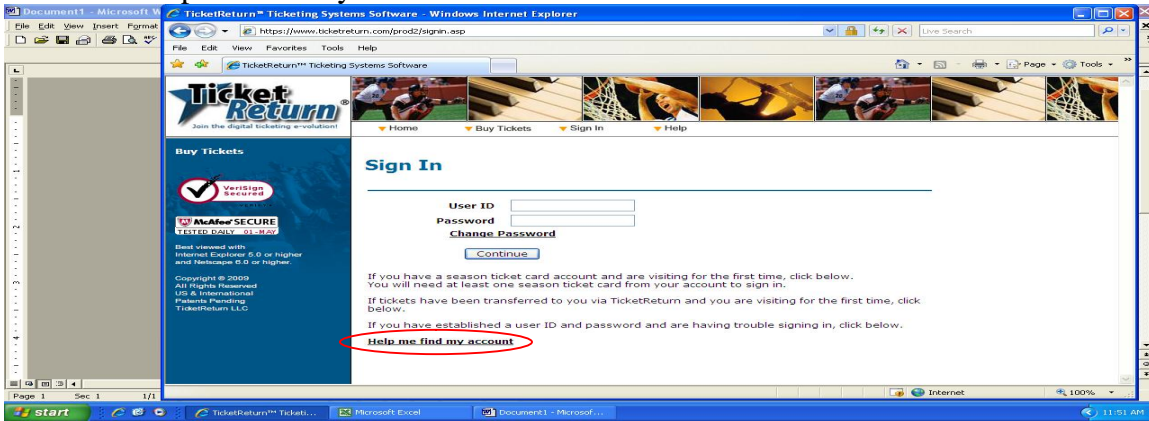 Document1 - Microsoft W
File Edit View Insert Format
TicketReturn™ Ticketing Systems Software - Windows Internet Explorer
https://www.ticketreturn.com/prod2/signin.asp
Live Search
File Edit View Favorites Tools Help
TicketReturn™ Ticketing Systems Software
Page
Tools
Ticket
Return®
Join the digital ticketing e-volution!
Home
Buy Tickets
Sign In
Help
Buy Tickets
VeriSign
Secured
McAfee SECURE
TESTED DAILY 01-MAY
Best viewed with
Internet Explorer 5.0 or higher
and Netscape 6.0 or higher.
Copyright © 2009
All Rights Reserved
US & International
Patents Pending
TicketReturn LLC
Sign In
User ID
Password
Change Password
Continue
If you have a season ticket card account and are visiting for the first time, click below.
You will need at least one season ticket card from your account to sign in.
If tickets have been transferred to you via TicketReturn and you are visiting for the first time, click
below.
If you have established a user ID and password and are having trouble signing in, click below.
Help me find my account
Internet
100%
Page 1 Sec 1 1/1
start
TicketReturn™ Ticketi...
Microsoft Excel
Document1 - Microsof...
11:51 AM